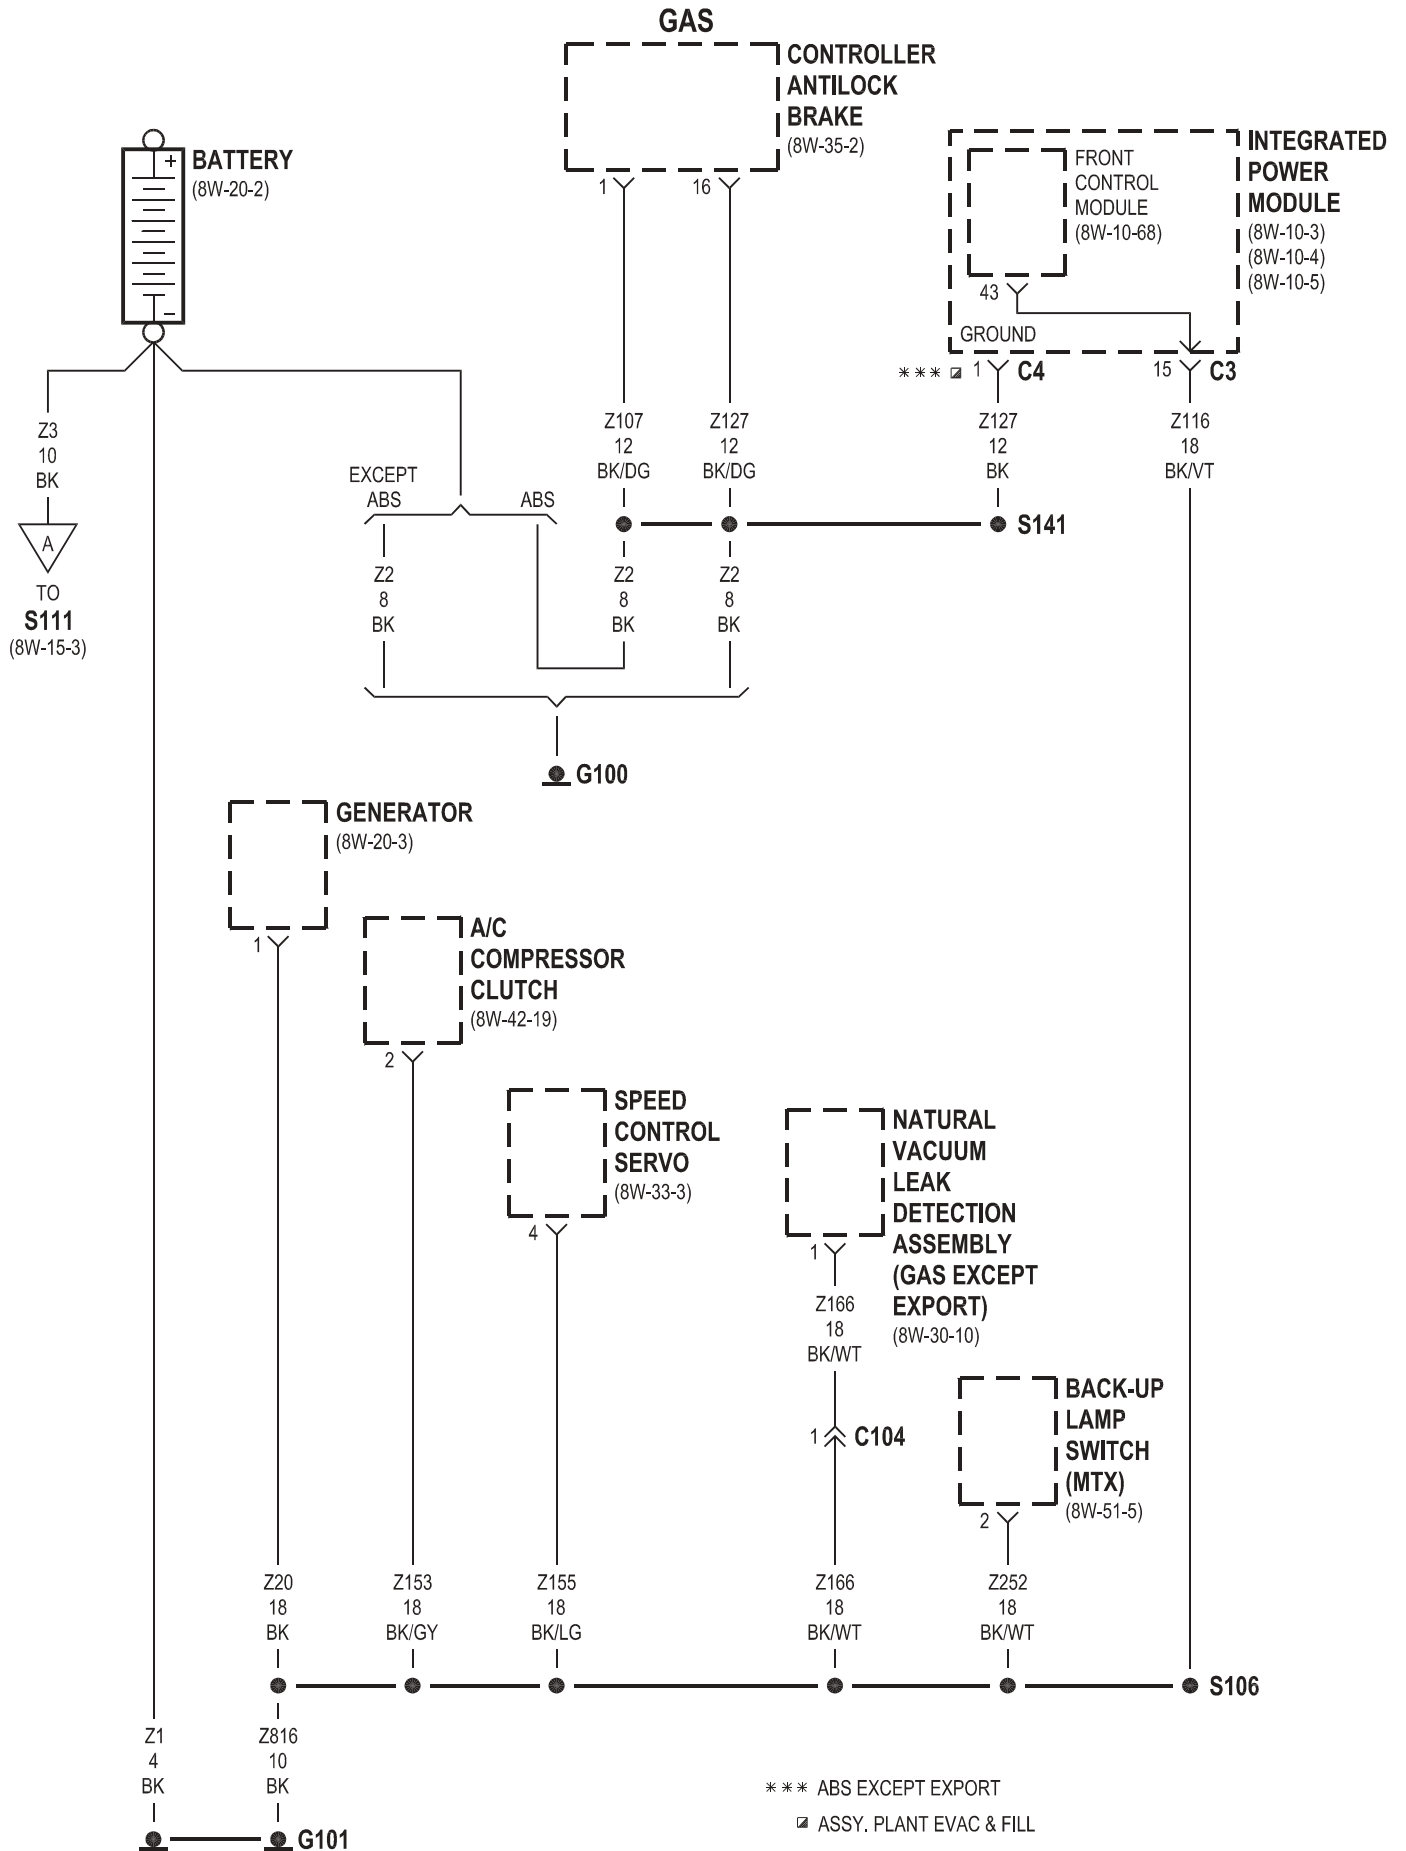 GAS
CONTROLLER
ANTILOCK
BRAKE
(8W-35-2)
1
16
BATTERY
(8W-20-2)
+
-
INTEGRATED
POWER
MODULE
(8W-10-3)
(8W-10-4)
(8W-10-5)
FRONT
CONTROL
MODULE
(8W-10-68)
43
GROUND
*** 1 C4
15 C3
Z3
10
BK
A
TO
S111
(8W-15-3)
EXCEPT
ABS
ABS
Z107
12
BK/DG
Z127
12
BK/DG
Z127
12
BK
Z116
18
BK/VT
S141
Z2
8
BK
Z2
8
BK
Z2
8
BK
G100
GENERATOR
(8W-20-3)
1
A/C
COMPRESSOR
CLUTCH
(8W-42-19)
2
SPEED
CONTROL
SERVO
(8W-33-3)
4
NATURAL
VACUUM
LEAK
DETECTION
ASSEMBLY
(GAS EXCEPT
EXPORT)
(8W-30-10)
1
Z166
18
BK/WT
1 C104
BACK-UP
LAMP
SWITCH
(MTX)
(8W-51-5)
2
Z20
18
BK
Z153
18
BK/GY
Z155
18
BK/LG
Z166
18
BK/WT
Z252
18
BK/WT
S106
Z1
4
BK
Z816
10
BK
G101
*** ABS EXCEPT EXPORT
ASSY. PLANT EVAC & FILL